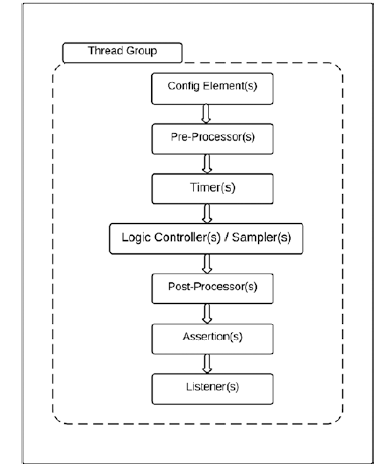 Thread Group
Config Element(s)
Pre-Processor(s)
Timer(s)
Logic Controller(s) / Sampler(s)
Post-Processor(s)
Assertion(s)
Listener(s)